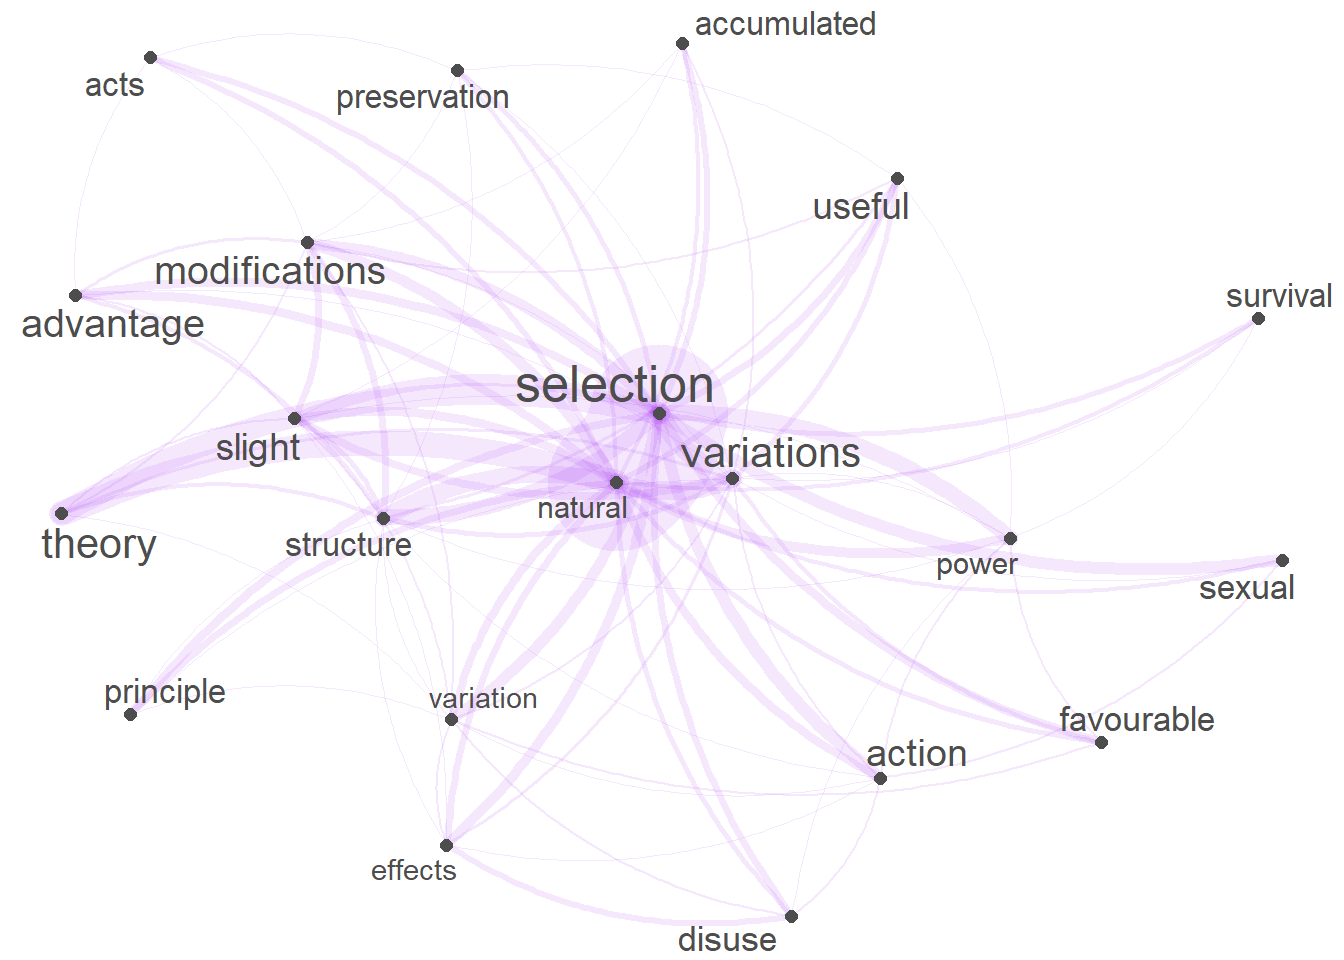 accumulated
acts
preservation
useful
modifications
survival
advantage
selection
slight
variations
natural
theory
structure
power
sexual
principle
variation
favourable
action
effects
disuse